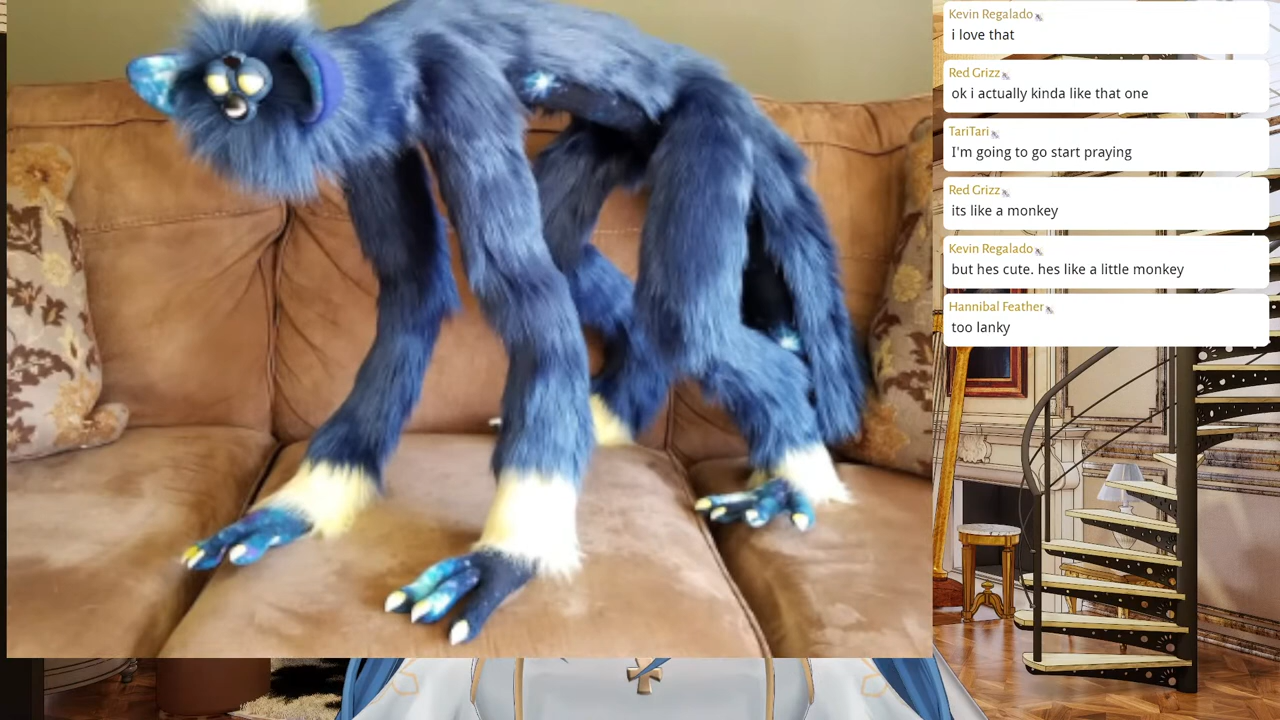 Kevin Regalado
i love that
Red Grizz
ok i actually kinda like that one
TariTari
I'm going to go start praying
Red Grizz
its like a monkey
Kevin Regalado
but hes cute. hes like a little monkey
Hannibal Feather
too lanky